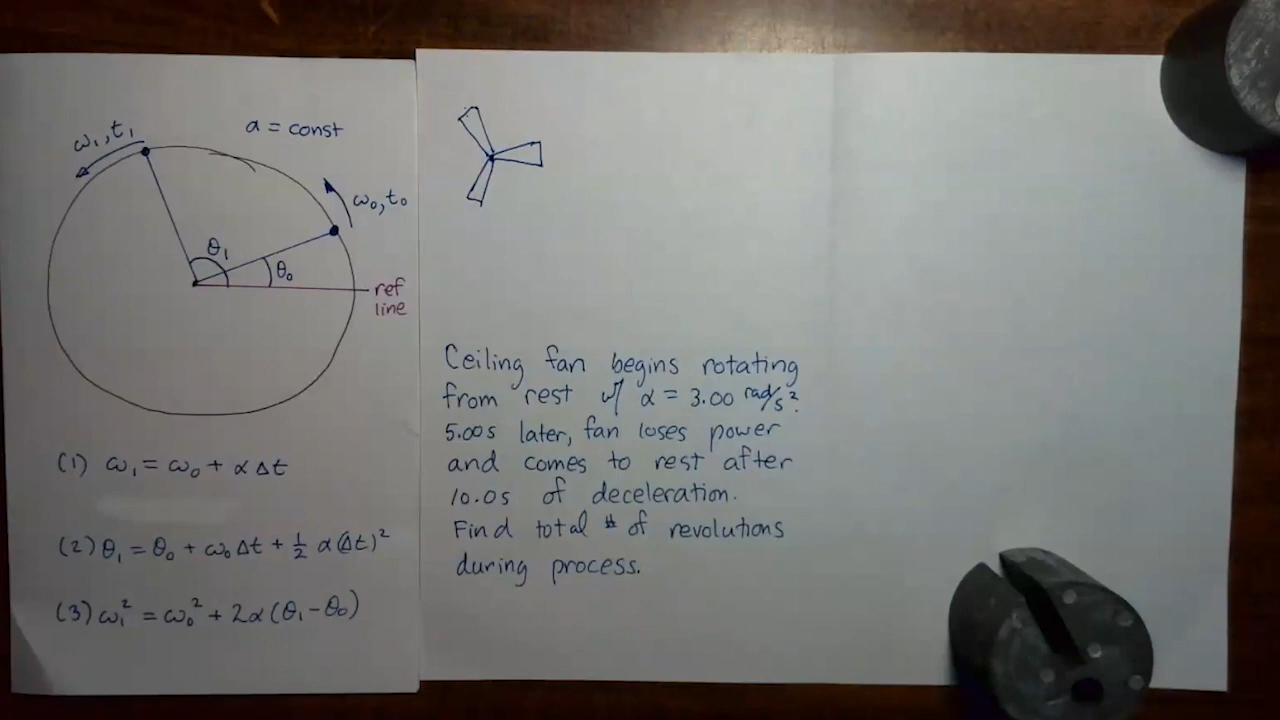 ω₁, t₁
a = const
ω₀, t₀
θ₁
θ₀
ref
line
(1) ω₁ = ω₀ + α Δt
(2) θ₁ = θ₀ + ω₀ Δt + ½ α (Δt)²
(3) ω₁² = ω₀² + 2α (θ₁ - θ₀)
Ceiling fan begins rotating
from rest w/ α = 3.00 rad/s².
5.00s later, fan loses power
and comes to rest after
10.0s of deceleration.
Find total # of revolutions
during process.